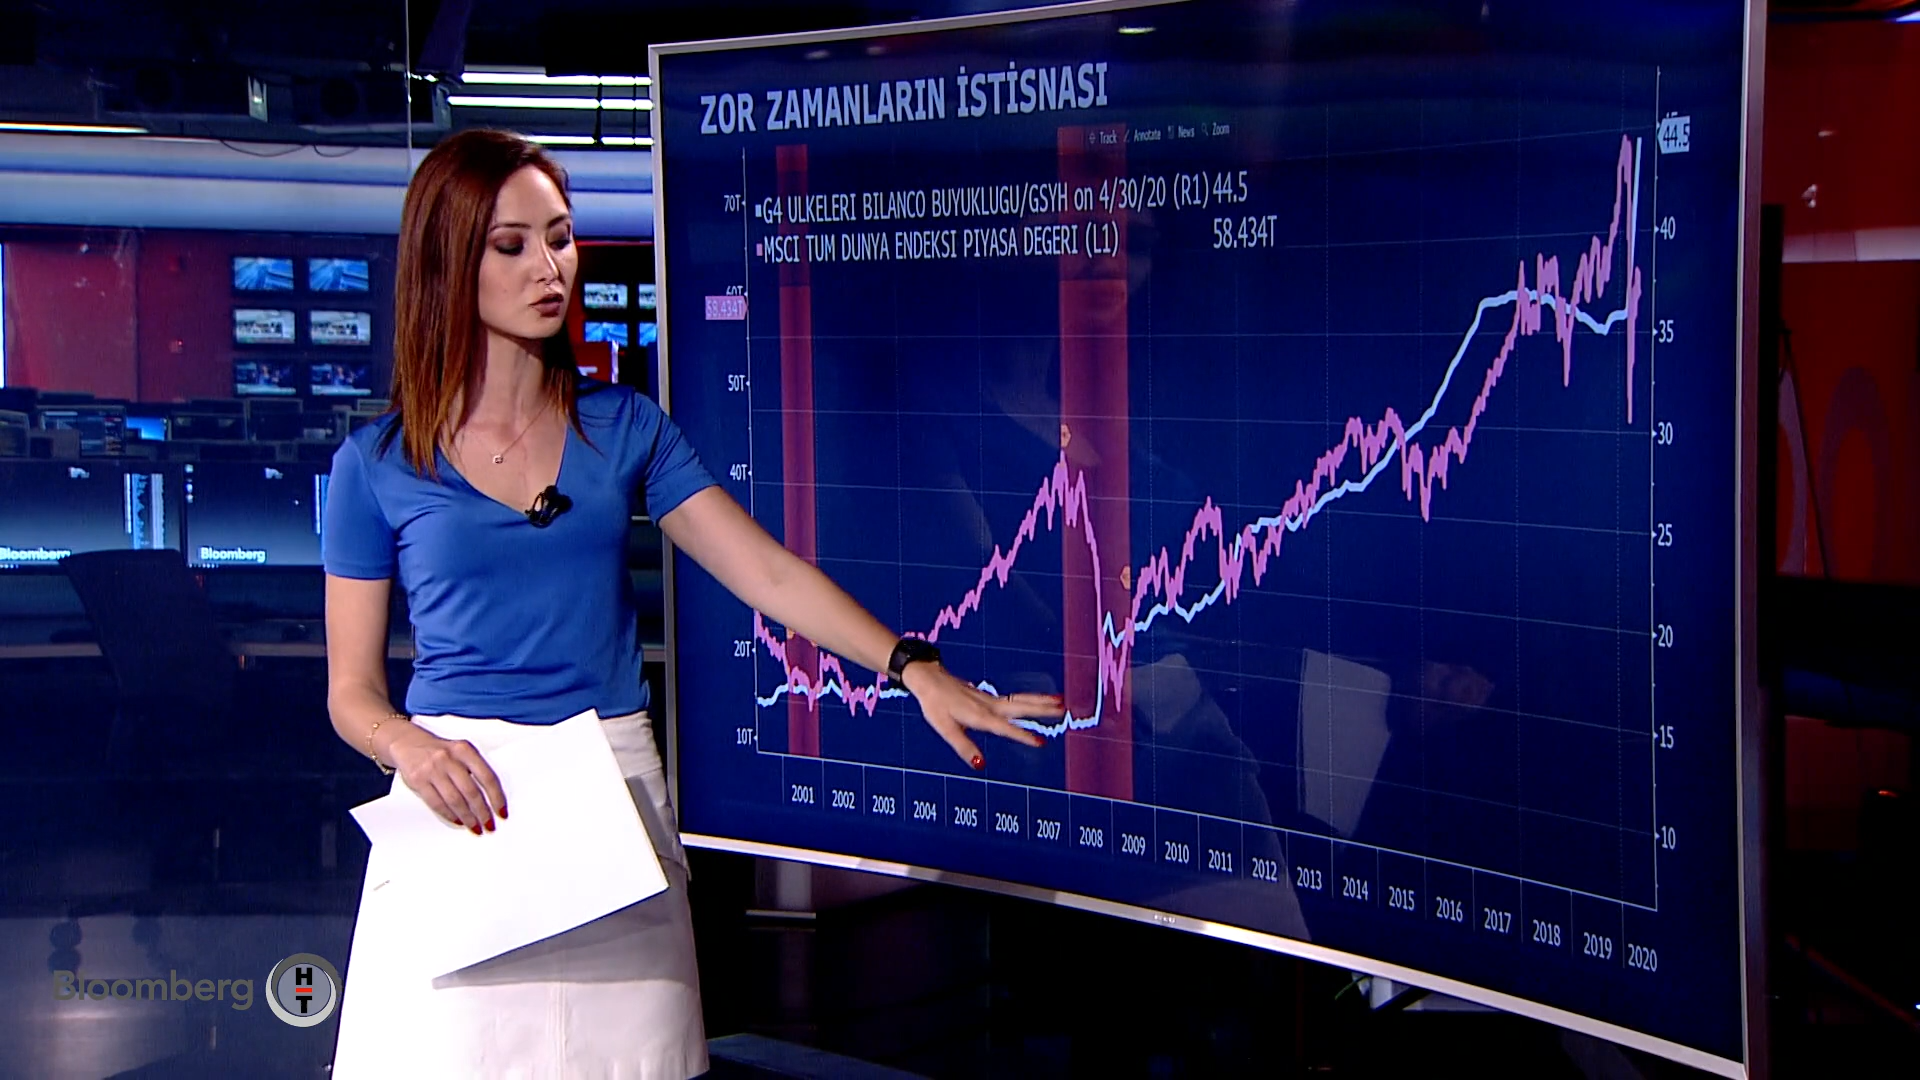 ZOR ZAMANLARIN İSTİSNASI
Track Annotate News Zoom
G4 ULKELERI BILANCO BUYUKLUGU/GSYH on 4/30/20 (R1) 44.5
MSCI TUM DUNYA ENDEKSI PIYASA DEGERI (L1) 58.434T
70T
60T
58.434T
50T
40T
20T
10T
44.5
40
35
30
25
20
15
10
2001 2002 2003 2004 2005 2006 2007 2008 2009 2010 2011 2012 2013 2014 2015 2016 2017 2018 2019 2020
Bloomberg
Bloomberg
Bloomberg HT